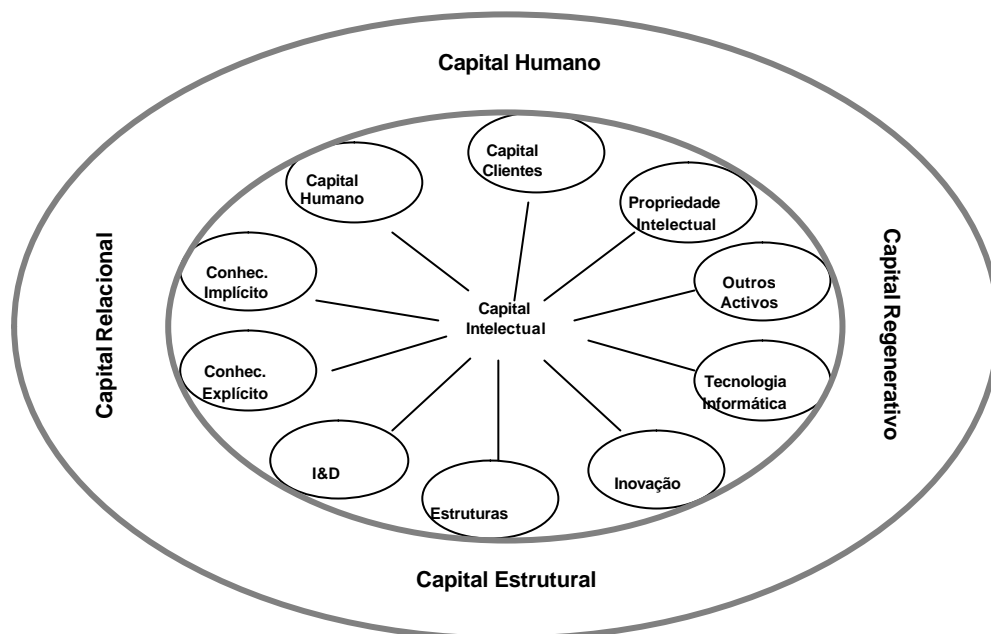 Capital Humano
Capital
Clientes
Capital
Humano
Propriedade
Intelectual
Capital Relacional
Conhec.
Implícito
Outros
Activos
Capital Regenerativo
Capital
Intelectual
Conhec.
Explícito
Tecnologia
Informática
I&D
Inovação
Estruturas
Capital Estrutural